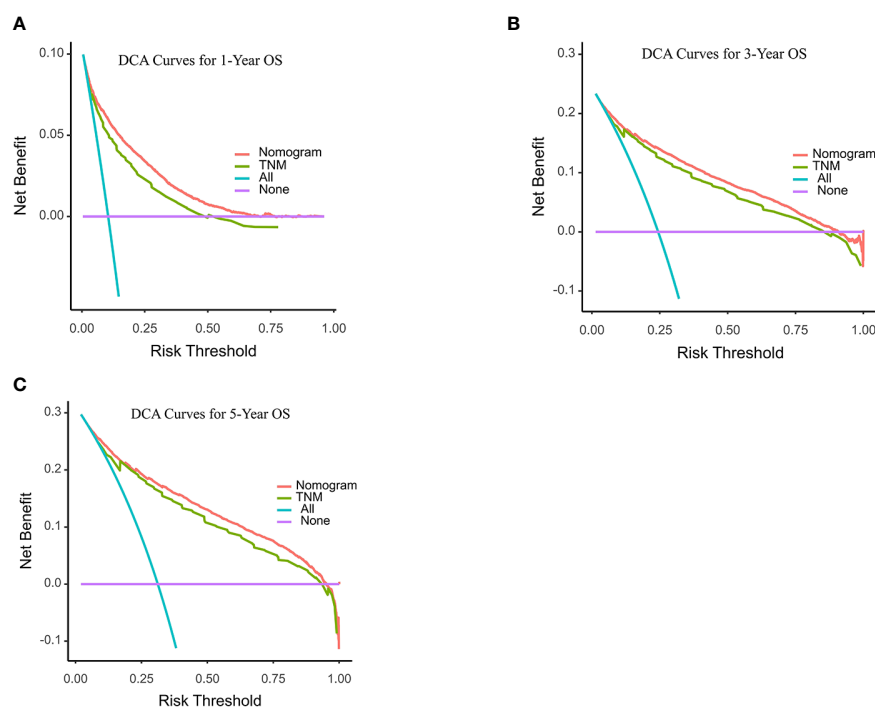 A
DCA Curves for 1-Year OS
0.10
0.05
0.00
Net Benefit
Nomogram
TNM
All
None
0.00 0.25 0.50 0.75 1.00
Risk Threshold
B
DCA Curves for 3-Year OS
0.3
0.2
0.1
0.0
-0.1
Net Benefit
Nomogram
TNM
All
None
0.00 0.25 0.50 0.75 1.00
Risk Threshold
C
DCA Curves for 5-Year OS
0.3
0.2
0.1
0.0
-0.1
Net Benefit
Nomogram
TNM
All
None
0.00 0.25 0.50 0.75 1.00
Risk Threshold